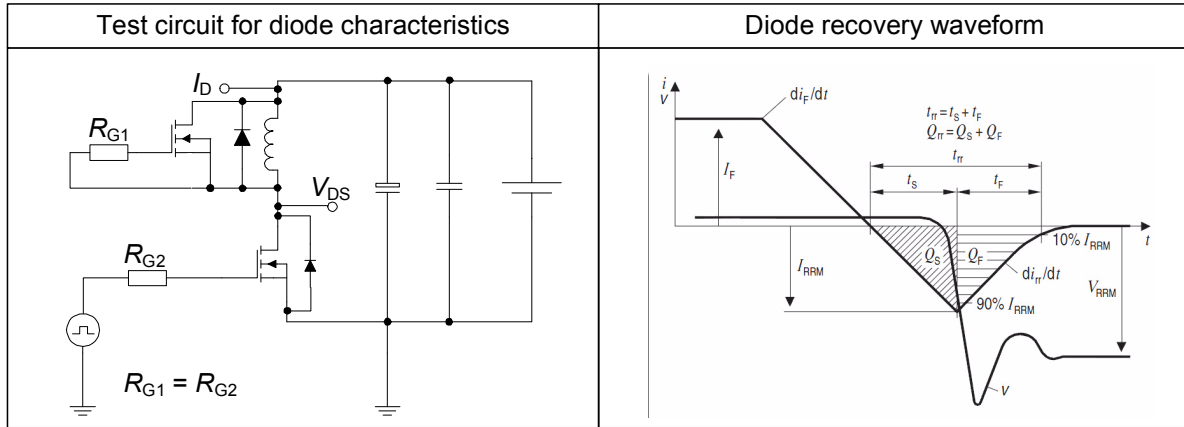 Test circuit for diode characteristics
Diode recovery waveform
I_D
R_G1
V_DS
R_G2
R_G1 = R_G2
i
v
di_F/dt
t_rr = t_S + t_F
Q_rr = Q_S + Q_F
t_rr
I_F
t_S
t_F
10% I_RRM
t
Q_S
Q_F
I_RRM
di_rr/dt
V_RRM
90% I_RRM
v